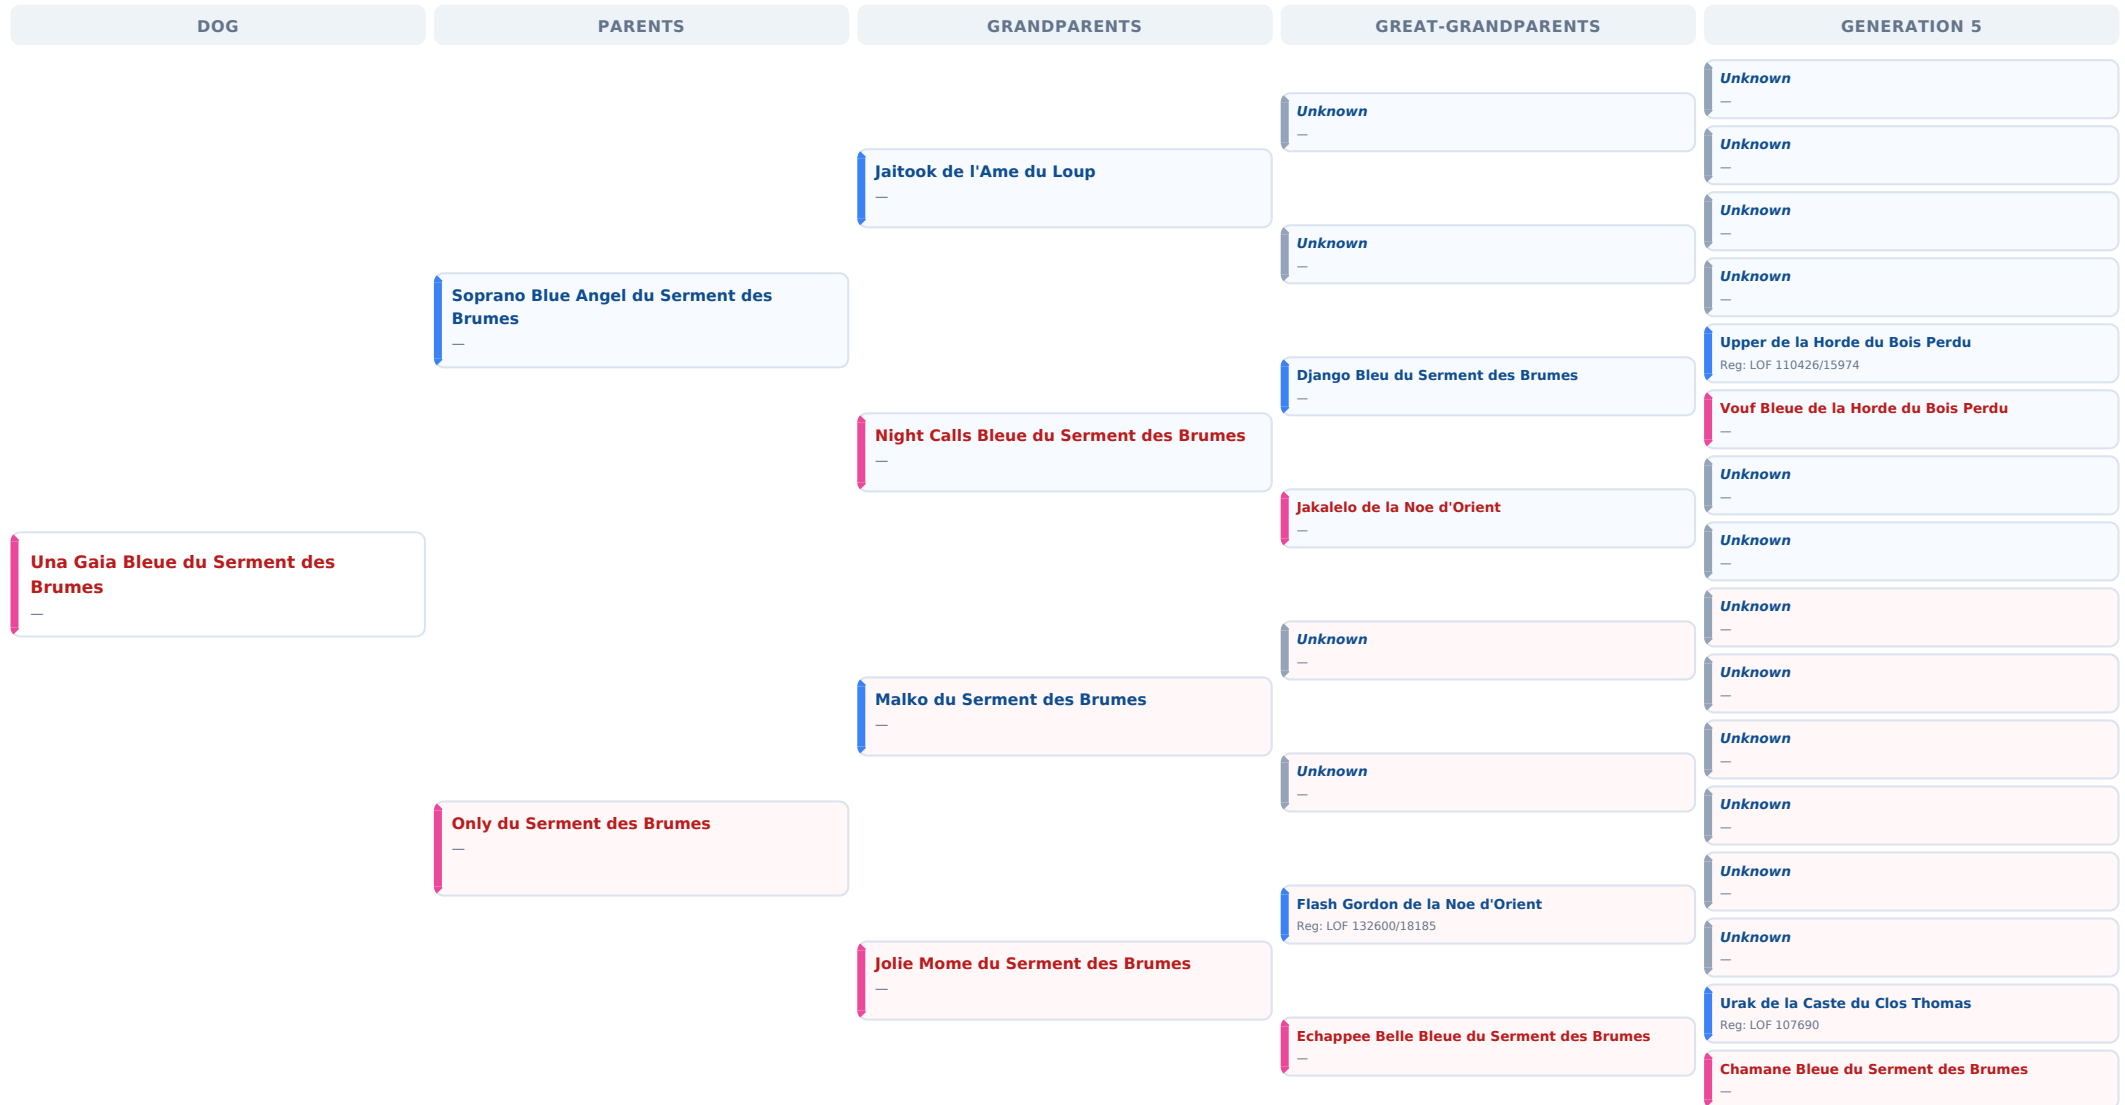 DOG
PARENTS
GRANDPARENTS
GREAT-GRANDPARENTS
GENERATION 5
Una Gaia Bleue du Serment des
Brumes
—
Soprano Blue Angel du Serment des
Brumes
—
Only du Serment des Brumes
—
Jaitook de l'Ame du Loup
—
Night Calls Bleue du Serment des Brumes
—
Malko du Serment des Brumes
—
Jolie Mome du Serment des Brumes
—
Unknown
—
Unknown
—
Django Bleu du Serment des Brumes
—
Jakalelo de la Noe d'Orient
—
Unknown
—
Unknown
—
Flash Gordon de la Noe d'Orient
Reg: LOF 132600/18185
Echappee Belle Bleue du Serment des Brumes
—
Unknown
—
Unknown
—
Unknown
—
Unknown
—
Upper de la Horde du Bois Perdu
Reg: LOF 110426/15974
Vouf Bleue de la Horde du Bois Perdu
—
Unknown
—
Unknown
—
Unknown
—
Unknown
—
Unknown
—
Unknown
—
Unknown
—
Unknown
—
Urak de la Caste du Clos Thomas
Reg: LOF 107690
Chamane Bleue du Serment des Brumes
—